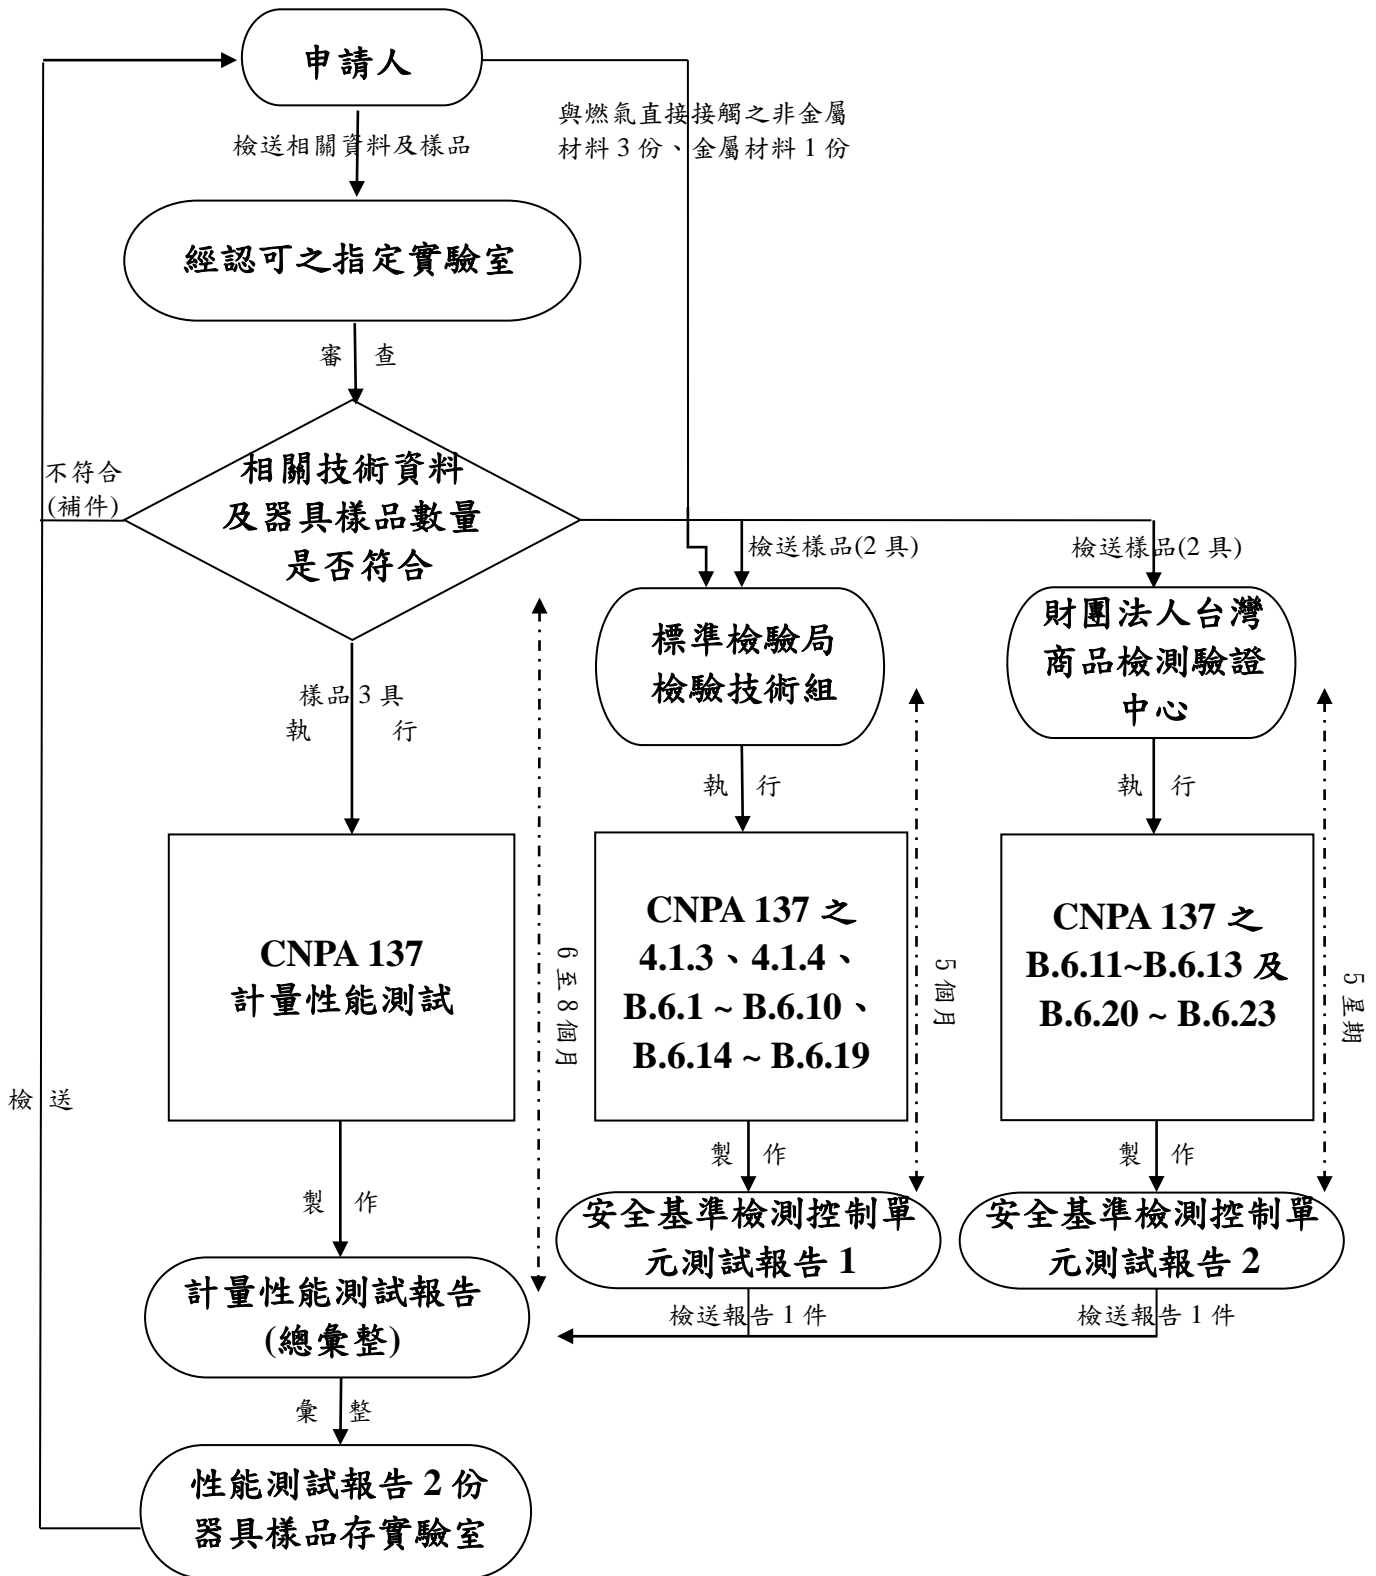 申請人
檢送相關資料及樣品
與燃氣直接接觸之非金屬
材料 3 份、金屬材料 1 份
經認可之指定實驗室
審 查
不符合
(補件)
相關技術資料
及器具樣品數量
是否符合
檢送樣品(2 具)
檢送樣品(2 具)
標準檢驗局
檢驗技術組
財團法人台灣
商品檢測驗證
中心
樣品 3 具
執 行
執 行
執 行
CNPA 137
計量性能測試
6 至 8 個月
CNPA 137 之
4.1.3、4.1.4、
B.6.1 ~ B.6.10、
B.6.14 ~ B.6.19
5 個月
CNPA 137 之
B.6.11~B.6.13 及
B.6.20 ~ B.6.23
5 星期
檢 送
製 作
製 作
製 作
安全基準檢測控制單
元測試報告 1
安全基準檢測控制單
元測試報告 2
計量性能測試報告
(總彙整)
檢送報告 1 件
檢送報告 1 件
彙 整
性能測試報告 2 份
器具樣品存實驗室